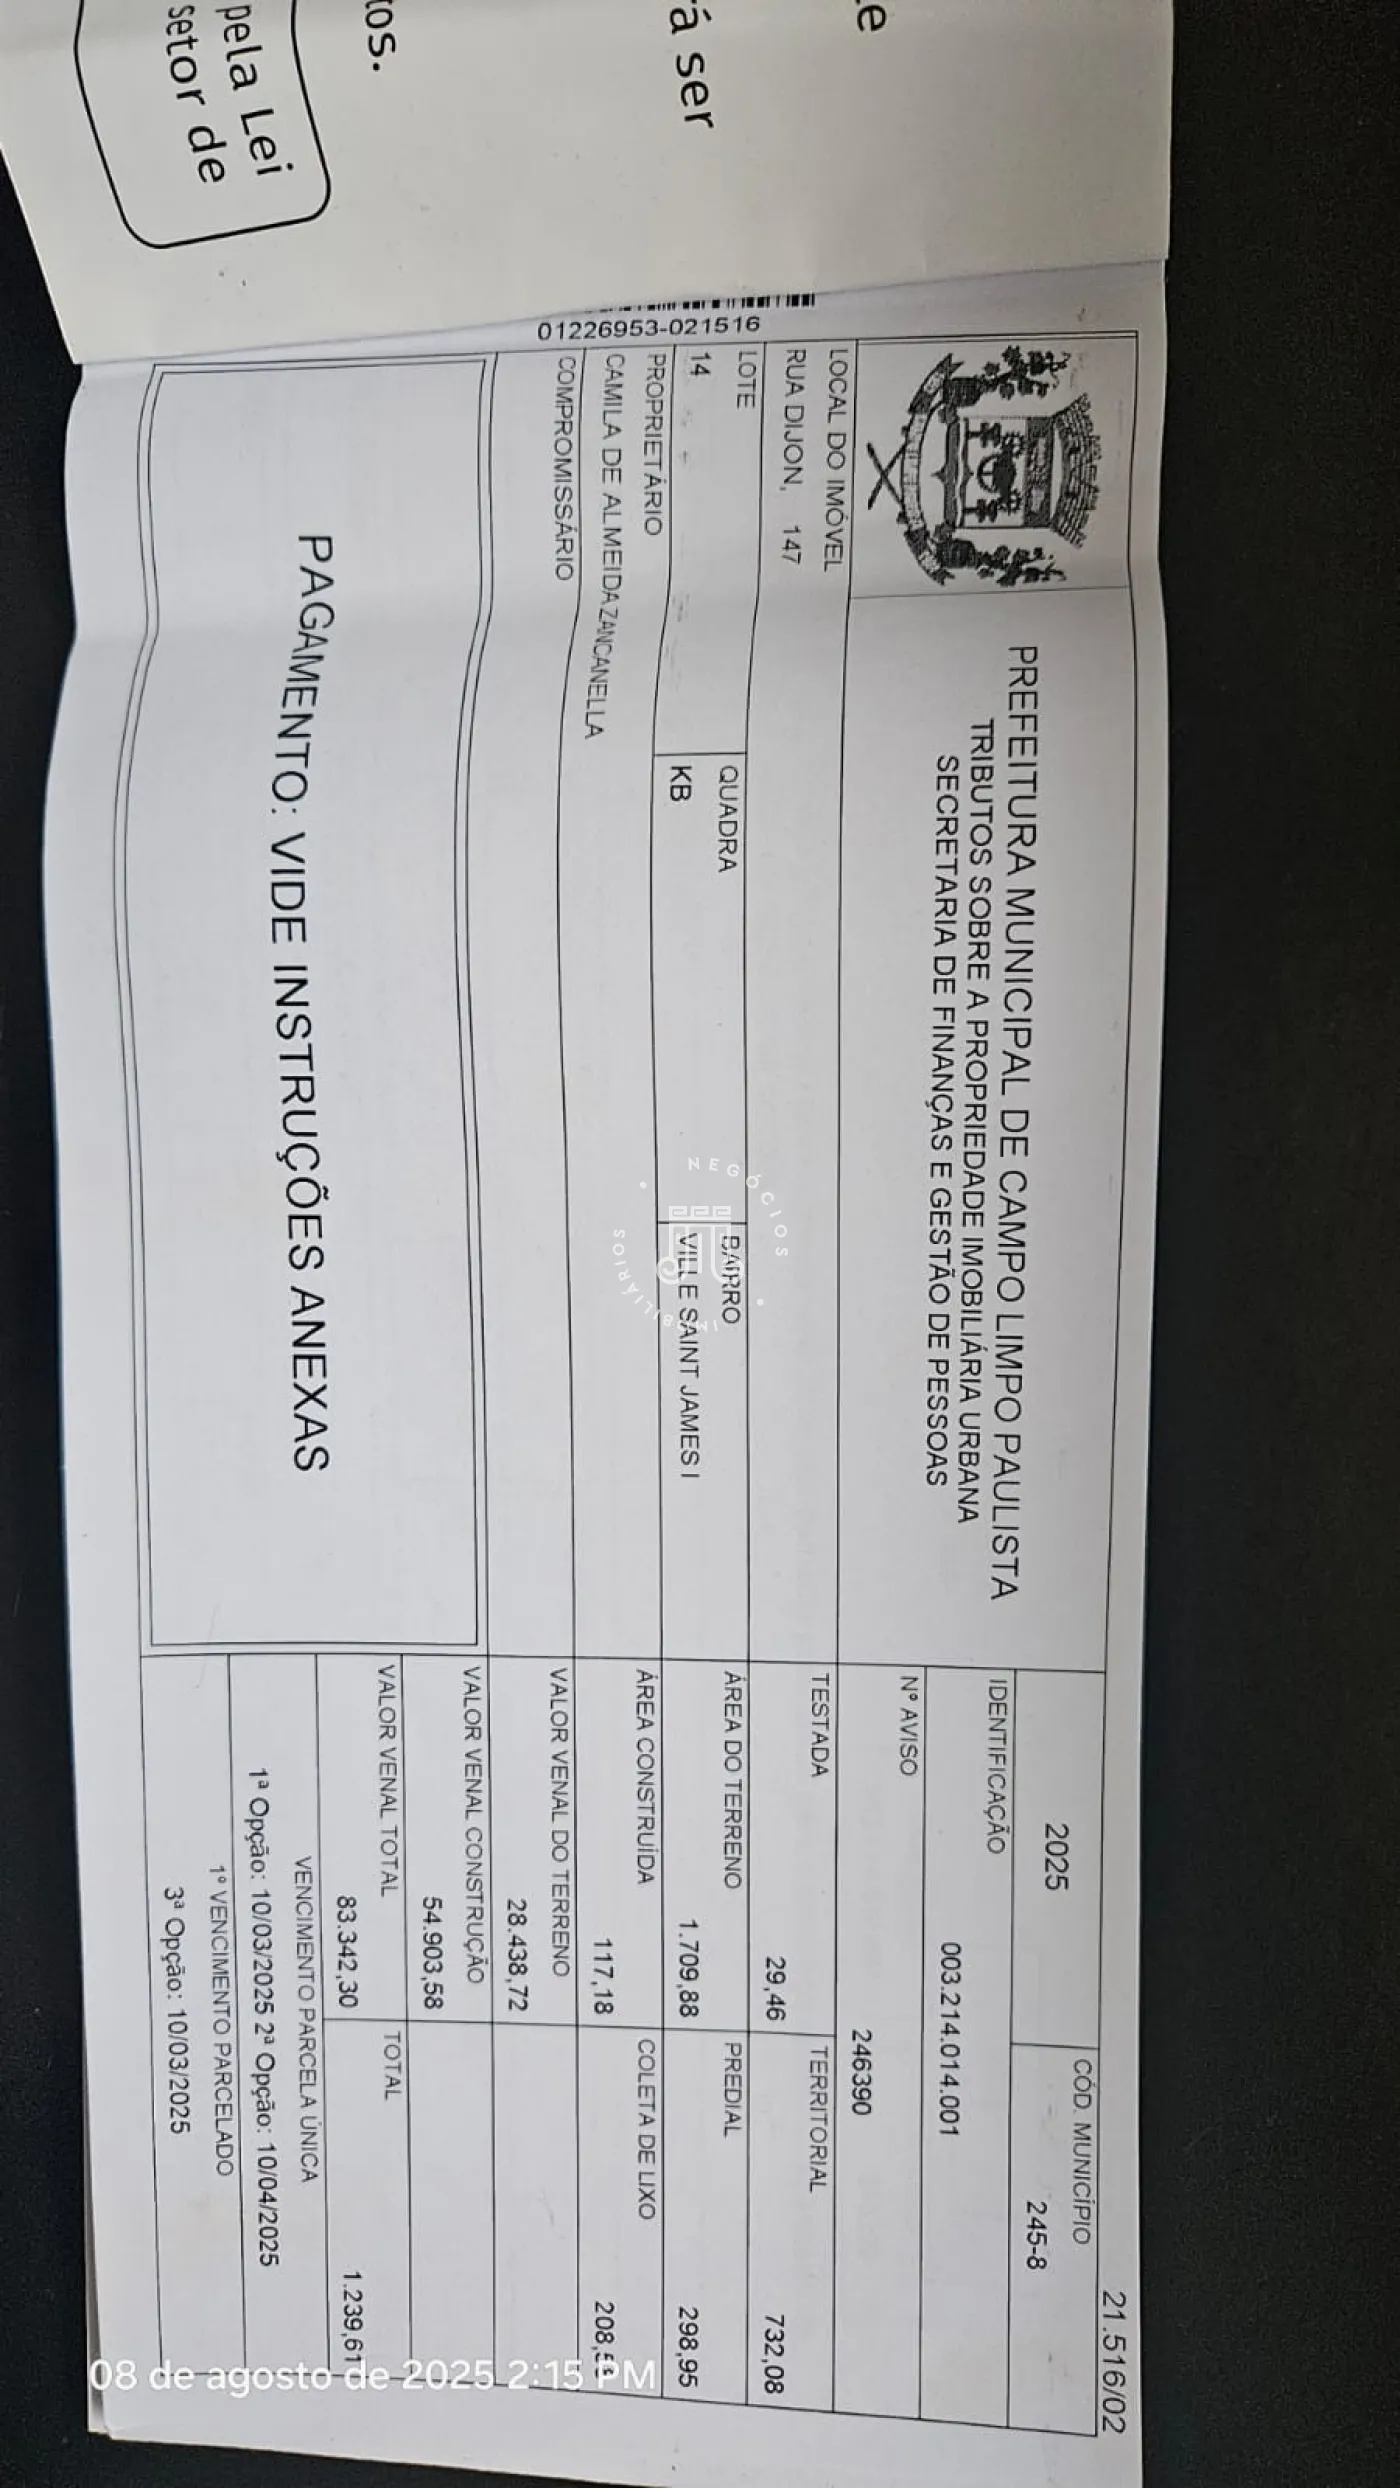 e
rá ser
tos.
pela Lei
setor de
01226953-021516
21.516/02
PREFEITURA MUNICIPAL DE CAMPO LIMPO PAULISTA
TRIBUTOS SOBRE A PROPRIEDADE IMOBILIÁRIA URBANA
SECRETARIA DE FINANÇAS E GESTÃO DE PESSOAS
2025
CÓD. MUNICÍPIO
245-8
IDENTIFICAÇÃO
003.214.014.001
Nº AVISO
246390
LOCAL DO IMÓVEL
RUA DIJON, 147
TESTADA
29,46
TERRITORIAL
732,08
LOTE
14
QUADRA
KB
BAIRRO
VILLE SAINT JAMES I
ÁREA DO TERRENO
1.709,88
PREDIAL
298,95
PROPRIETÁRIO
CAMILA DE ALMEIDA ZANCANELLA
ÁREA CONSTRUÍDA
117,18
COLETA DE LIXO
208,5
COMPROMISSÁRIO
VALOR VENAL DO TERRENO
28.438,72
VALOR VENAL CONSTRUÇÃO
54.903,58
VALOR VENAL TOTAL
83.342,30
TOTAL
1.239,61
PAGAMENTO: VIDE INSTRUÇÕES ANEXAS
VENCIMENTO PARCELA ÚNICA
1ª Opção: 10/03/2025 2ª Opção: 10/04/2025
1º VENCIMENTO PARCELADO
3ª Opção: 10/03/2025
NEGÓCIOS
IMOBILIÁRIOS
08 de agosto de 2025 2:15 PM